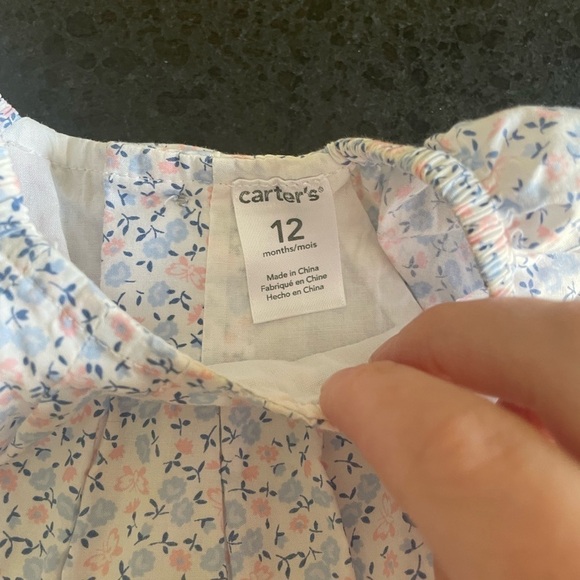 carter's®
12
months/mois
Made in China
Fabriqué en Chine
Hecho en China